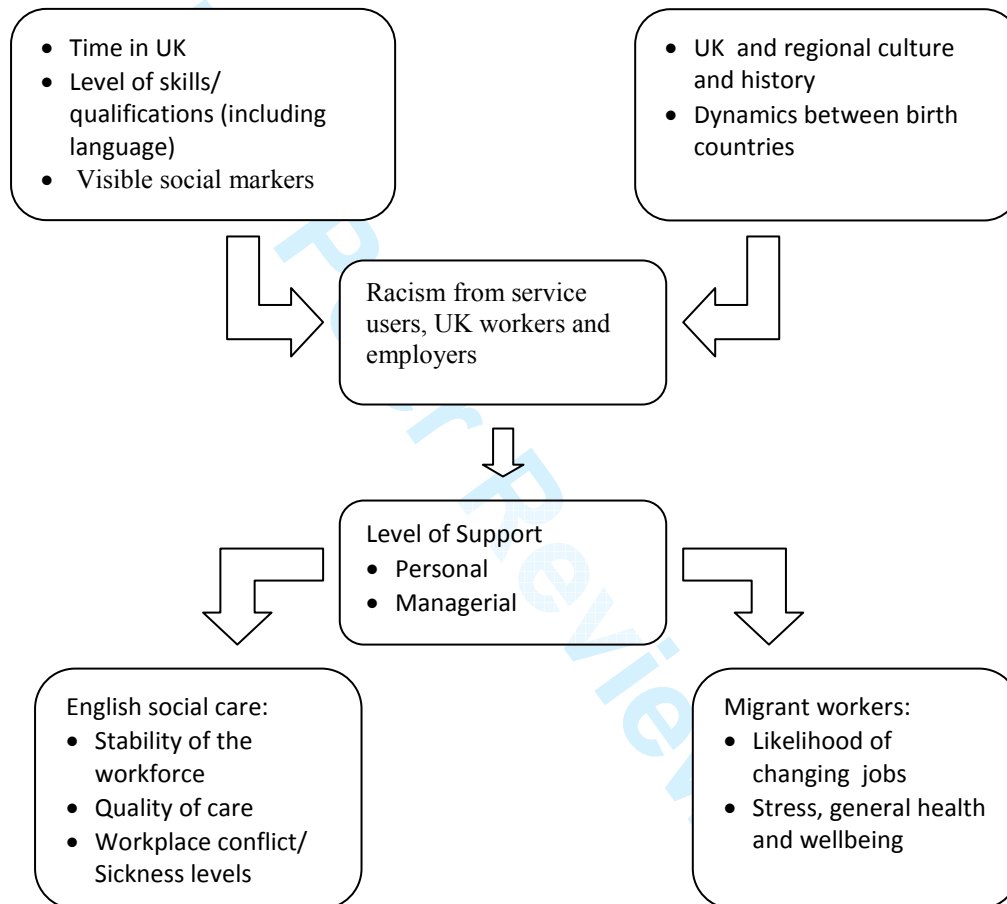 • Time in UK
• Level of skills/
qualifications (including
language)
• Visible social markers
• UK and regional culture
and history
• Dynamics between birth
countries
Racism from service
users, UK workers and
employers
Level of Support
• Personal
• Managerial
English social care:
• Stability of the
workforce
• Quality of care
• Workplace conflict/
Sickness levels
Migrant workers:
• Likelihood of
changing jobs
• Stress, general health
and wellbeing
Peer Review